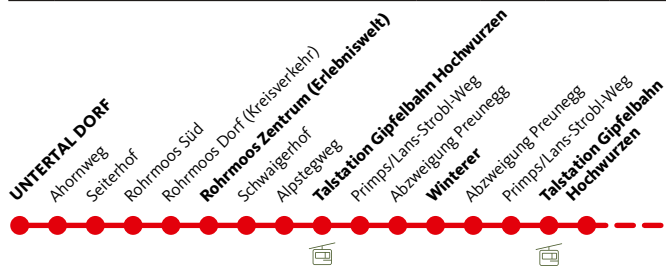 UNTERTAL DORF
Ahornweg
Seiterhof
Rohrmoos Süd
Rohrmoos Dorf (Kreisverkehr)
Rohrmoos Zentrum (Erlebniswelt)
Schwaigerhof
Alpstegweg
Talstation Gipfelbahn Hochwurzen
Primps/Lans-Strobl-Weg
Abzweigung Preunegg
Winterer
Abzweigung Preunegg
Primps/Lans-Strobl-Weg
Talstation Gipfelbahn
Hochwurzen